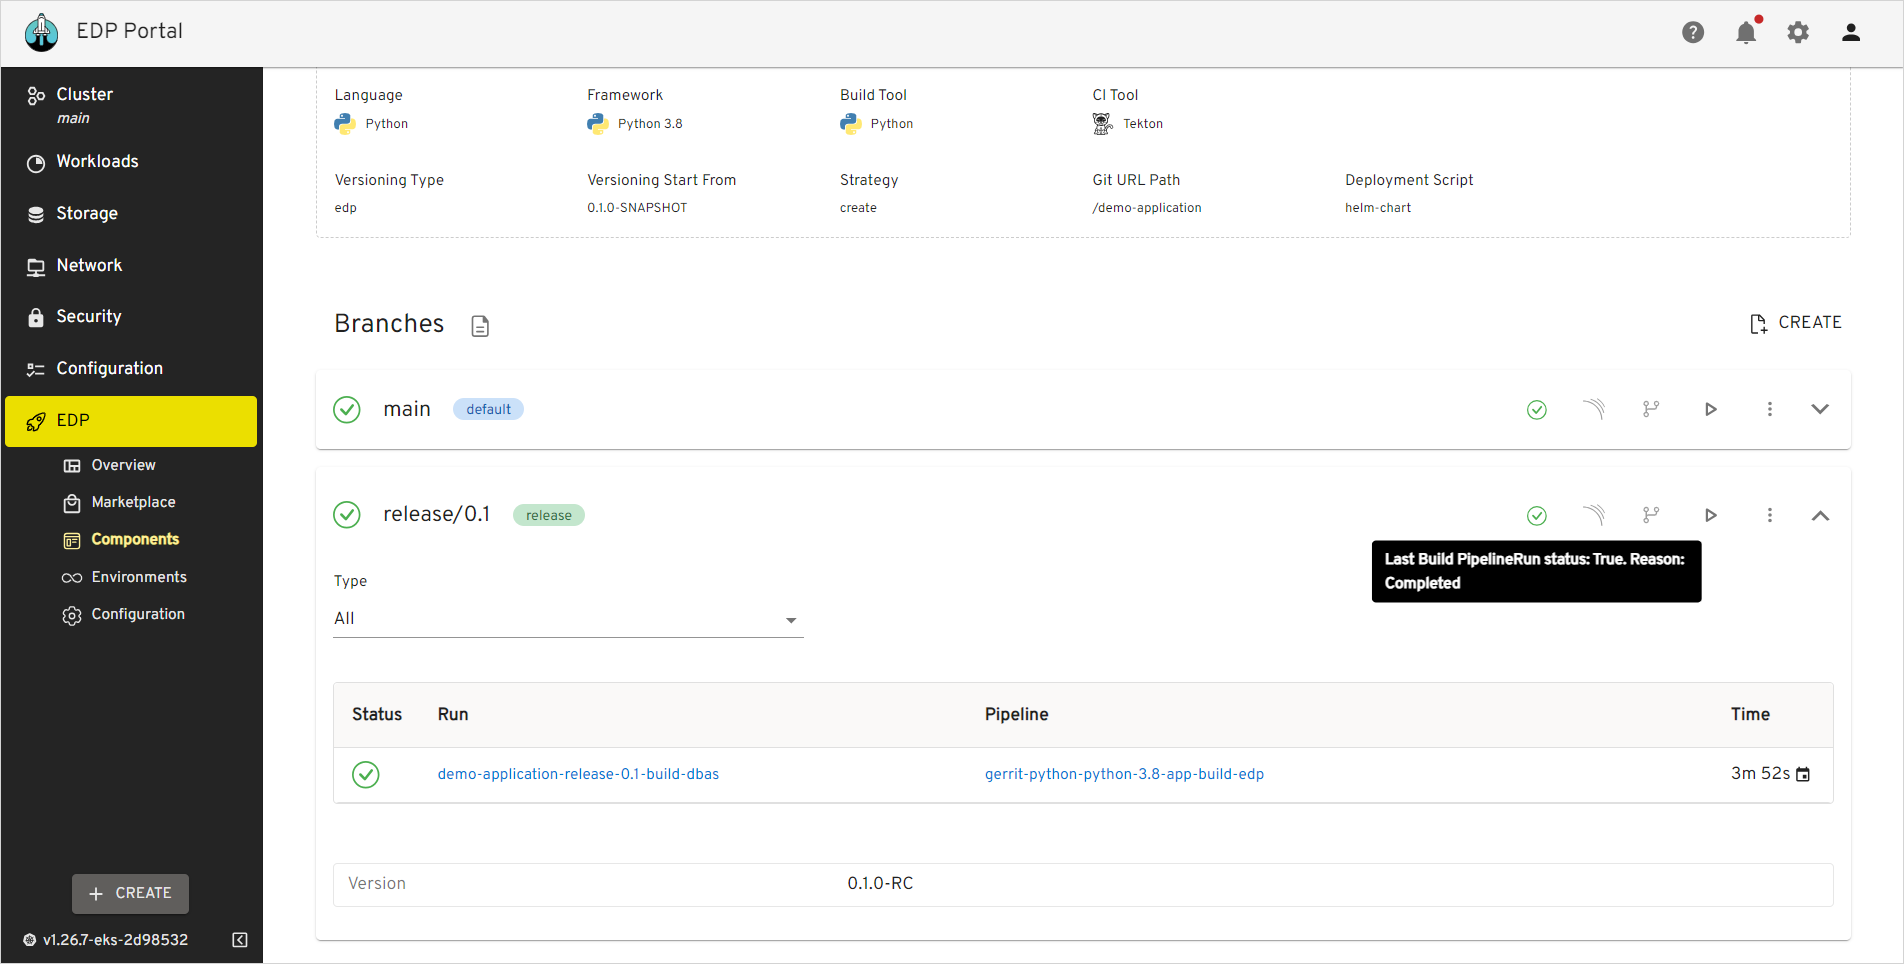 EDP Portal
Cluster
main
Workloads
Storage
Network
Security
Configuration
EDP
Overview
Marketplace
Components
Environments
Configuration
CREATE
v1.26.7-eks-2d98532
Language Framework Build Tool CI Tool
Python Python 3.8 Python Tekton
Versioning Type Versioning Start From Strategy Git URL Path Deployment Script
edp 0.1.0-SNAPSHOT create /demo-application helm-chart
Branches CREATE
main default
release/0.1 release
Last Build PipelineRun status: True. Reason:
Completed
Type
All
Status Run Pipeline Time
demo-application-release-0.1-build-dbas gerrit-python-python-3.8-app-build-edp 3m 52s
Version 0.1.0-RC